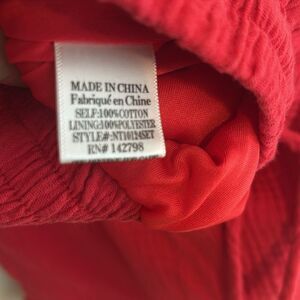 MADE IN CHINA
Fabriqué en Chine
SELF:100%COTTON
LINING:100%POLYESTER
STYLE#:NT10124SET
RN# 142798